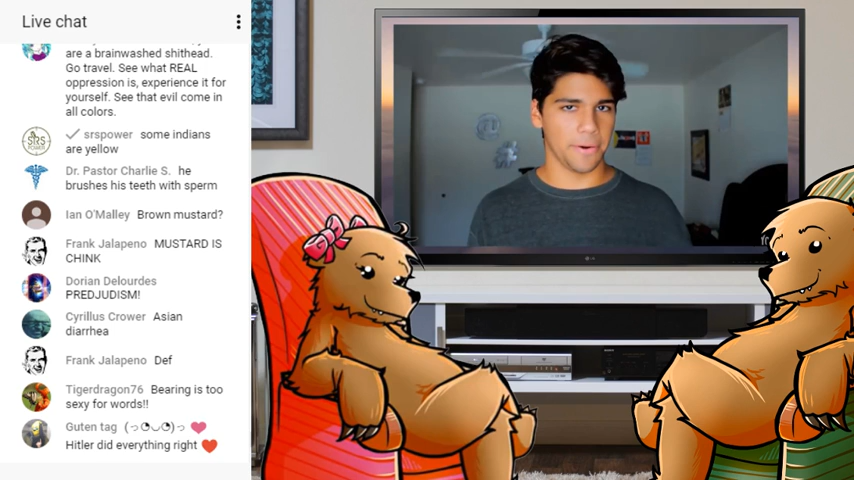 Live chat
are a brainwashed shithead.
Go travel. See what REAL
oppression is, experience it for
yourself. See that evil come in
all colors.
srspower some indians
are yellow
Dr. Pastor Charlie S. he
brushes his teeth with sperm
Ian O'Malley Brown mustard?
Frank Jalapeno MUSTARD IS
CHINK
Dorian Delourdes
PREDJUDISM!
Cyrillus Crower Asian
diarrhea
Frank Jalapeno Def
Tigerdragon76 Bearing is too
sexy for words!!
Guten tag (っ◔◡◔)っ ♥
Hitler did everything right ♥
SRS
POWER
LG